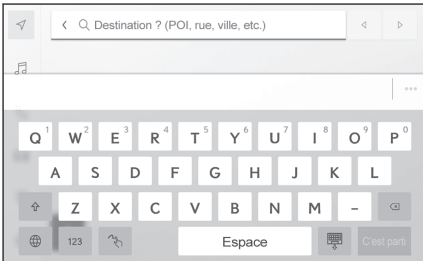 Destination ? (POI, rue, ville, etc.)
Q 1 W 2 E 3 R 4 T 5 Y 6 U 7 I 8 O 9 P 0
A S D F G H J K L
Z X C V B N M -
123 Espace C'est parti